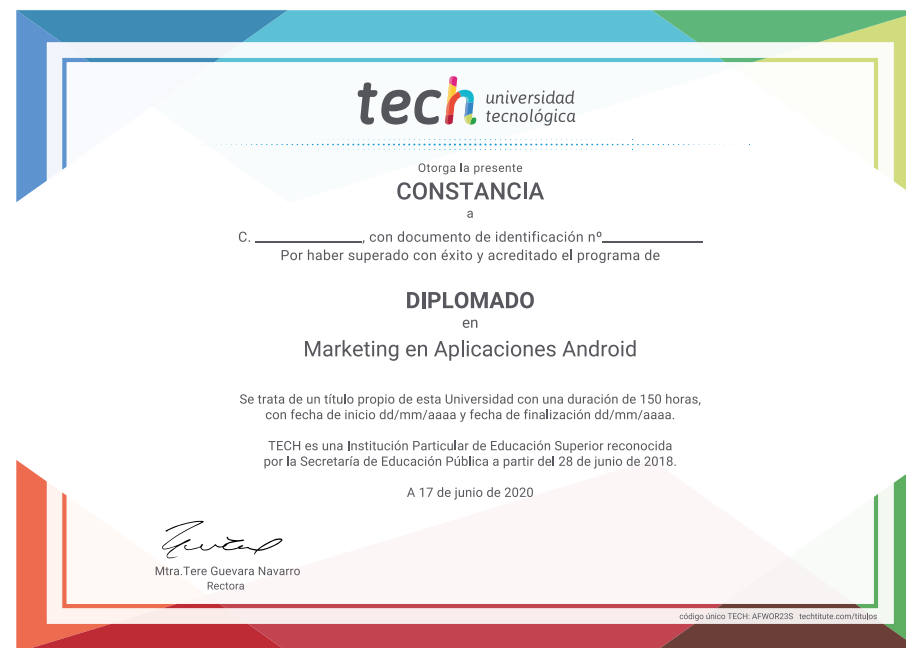 tech universidad
tecnológica
Otorga la presente
CONSTANCIA
a
C. ____________, con documento de identificación nº____________
Por haber superado con éxito y acreditado el programa de
DIPLOMADO
en
Marketing en Aplicaciones Android
Se trata de un título propio de esta Universidad con una duración de 150 horas,
con fecha de inicio dd/mm/aaaa y fecha de finalización dd/mm/aaaa.
TECH es una Institución Particular de Educación Superior reconocida
por la Secretaría de Educación Pública a partir del 28 de junio de 2018.
A 17 de junio de 2020
Mtra.Tere Guevara Navarro
Rectora
código único TECH: AFWOR23S techtitute.com/titulos